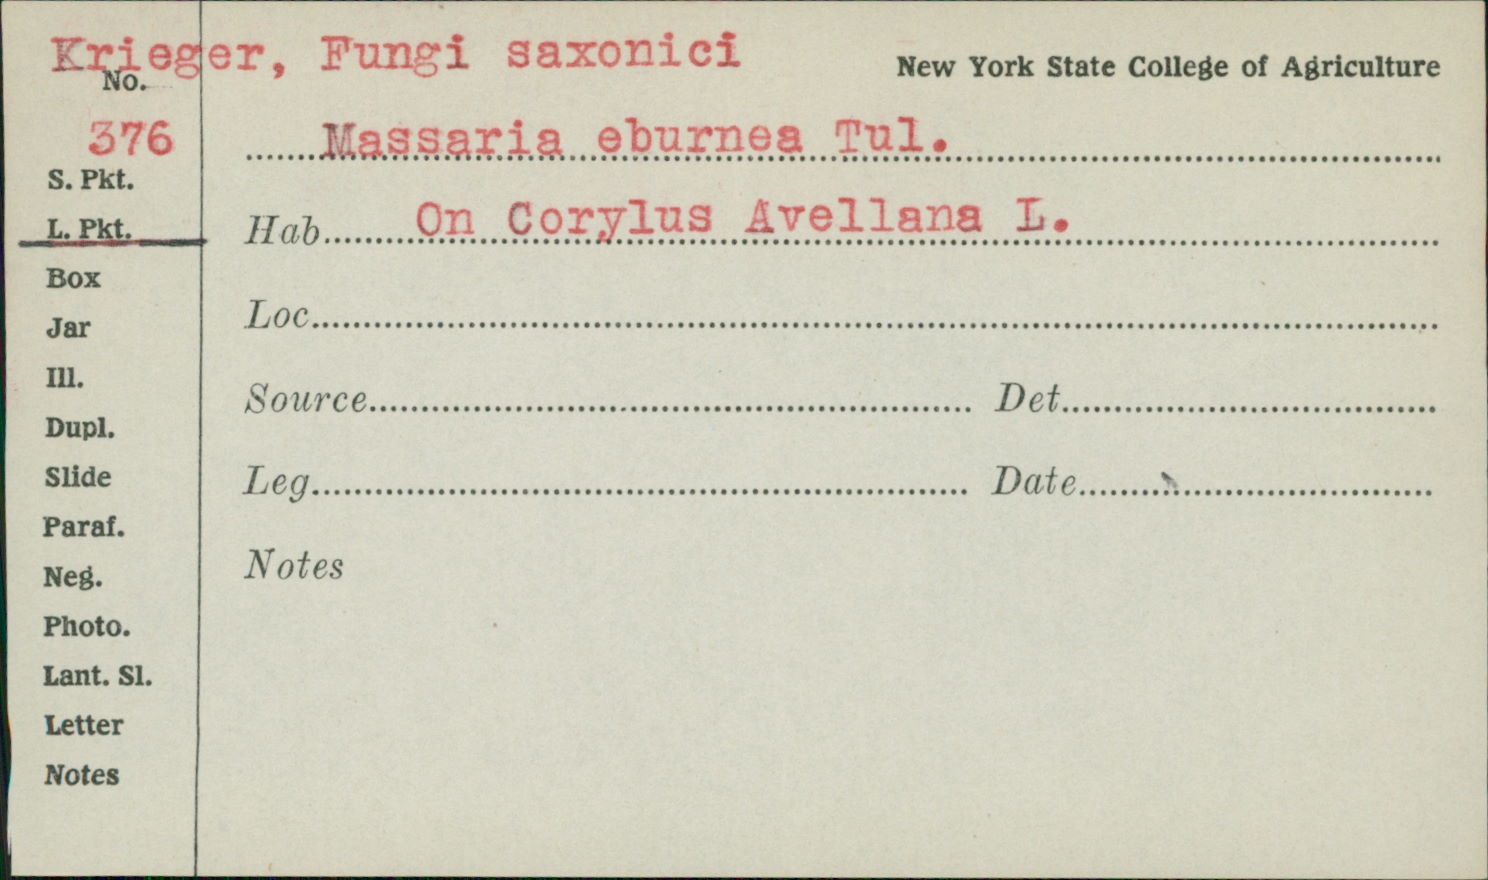 Krieger, Fungi saxonici
New York State College of Agriculture
No.
376
Massaria eburnea Tul.
S. Pkt.
L. Pkt.
Hab. On Corylus Avellana L.
Box
Loc.
Jar
Ill.
Source
Det.
Dupl.
Slide
Leg.
Date
Paraf.
Notes
Neg.
Photo.
Lant. Sl.
Letter
Notes